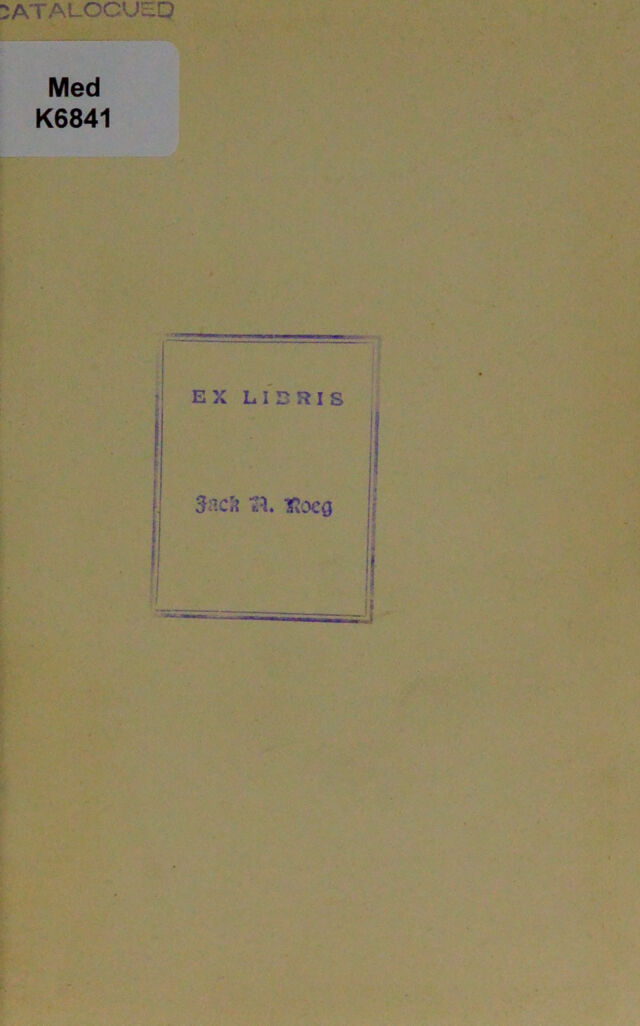 CATALOGUED
Med
K6841
EX LIBRIS
Jack N. Roeg